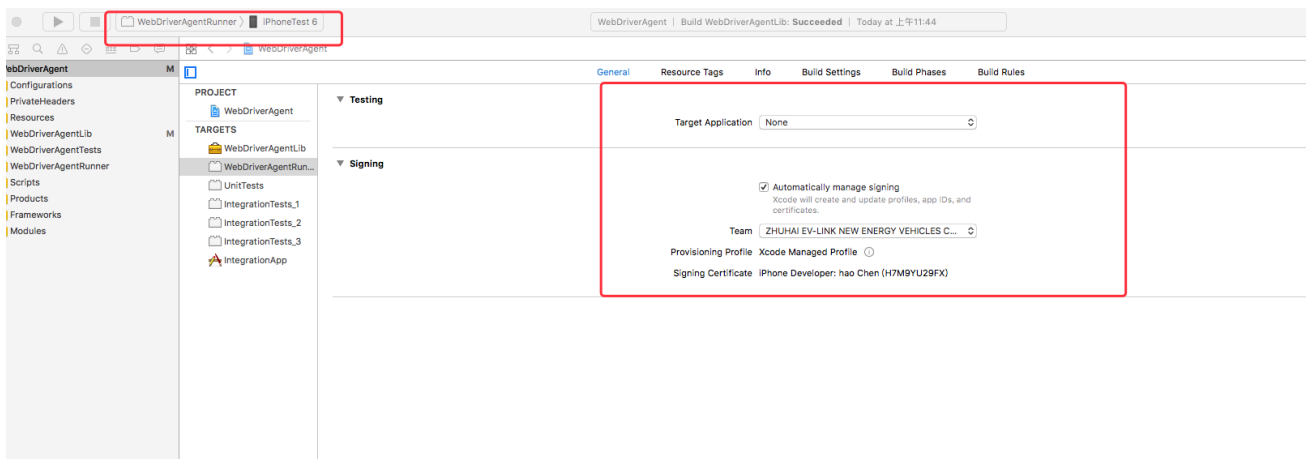 WebDriverAgentRunner 〉 iPhoneTest 6
WebDriverAgent | Build WebDriverAgentLib: Succeeded | Today at 上午11:44
WebDriverAgent
ebDriverAgent M
Configurations
PrivateHeaders
Resources
WebDriverAgentLib M
WebDriverAgentTests
WebDriverAgentRunner
Scripts
Products
Frameworks
Modules
General Resource Tags Info Build Settings Build Phases Build Rules
PROJECT
WebDriverAgent
TARGETS
WebDriverAgentLib
WebDriverAgentRun...
UnitTests
IntegrationTests_1
IntegrationTests_2
IntegrationTests_3
IntegrationApp
Testing
Target Application None
Signing
Automatically manage signing
Xcode will create and update profiles, app IDs, and
certificates.
Team ZHUHAI EV-LINK NEW ENERGY VEHICLES C...
Provisioning Profile Xcode Managed Profile
Signing Certificate iPhone Developer: hao Chen (H7M9YU29FX)